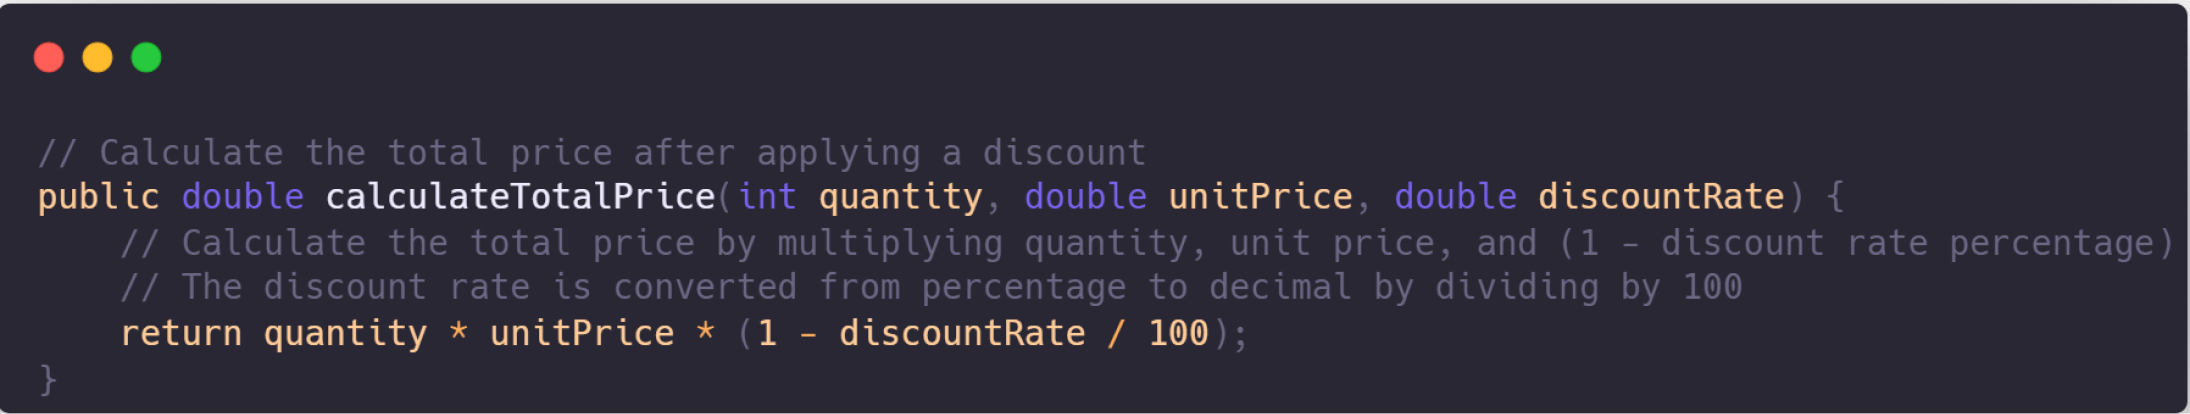 // Calculate the total price after applying a discount
public double calculateTotalPrice(int quantity, double unitPrice, double discountRate) {
    // Calculate the total price by multiplying quantity, unit price, and (1 - discount rate percentage)
    // The discount rate is converted from percentage to decimal by dividing by 100
    return quantity * unitPrice * (1 - discountRate / 100);
}